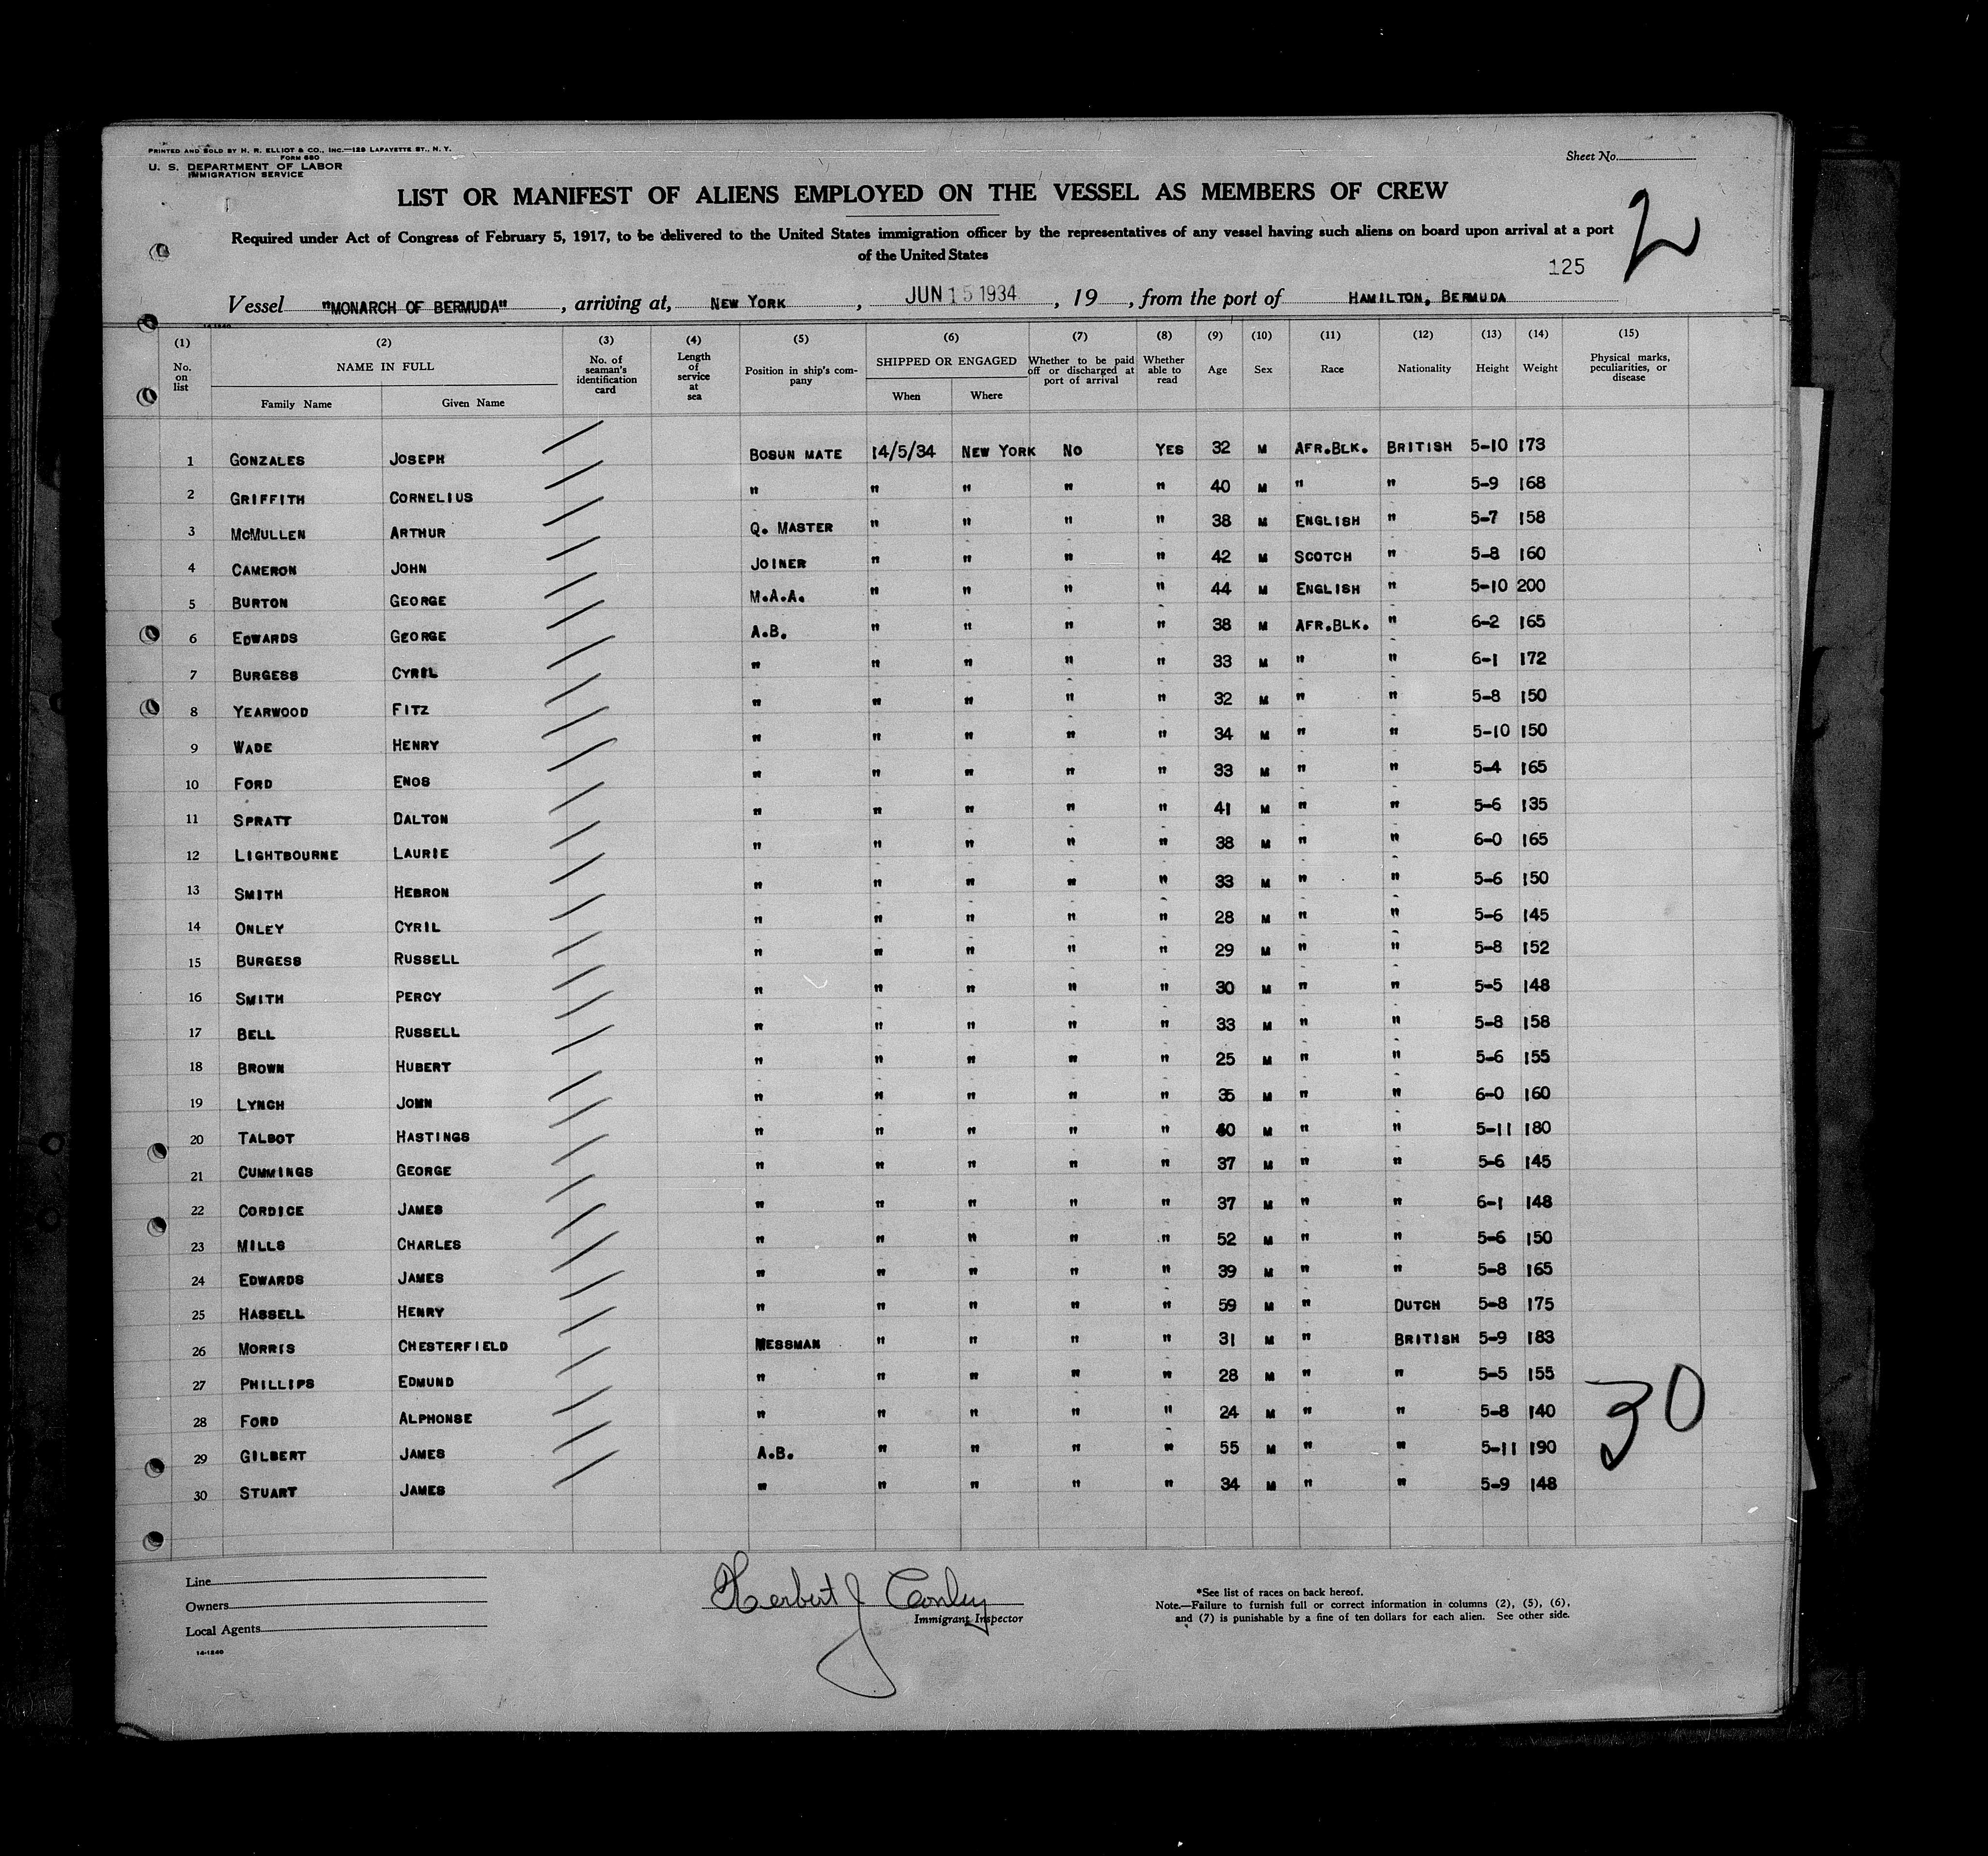 PRINTED AND SOLD BY H. R. ELLIOT & CO., INC.—128 LAFAYETTE ST., N. Y.
FORM 680
U. S. DEPARTMENT OF LABOR
IMMIGRATION SERVICE
Sheet No.
LIST OR MANIFEST OF ALIENS EMPLOYED ON THE VESSEL AS MEMBERS OF CREW
2
Required under Act of Congress of February 5, 1917, to be delivered to the United States immigration officer by the representatives of any vessel having such aliens on board upon arrival at a port
of the United States
125
Vessel "MONARCH OF BERMUDA", arriving at, NEW YORK, JUN 15 1934, 19, from the port of HAMILTON, BERMUDA
14-1240
(1) (2) (3) (4) (5) (6) (7) (8) (9) (10) (11) (12) (13) (14) (15)
No. on list NAME IN FULL Family Name Given Name No. of seaman's identification card Length of service at sea Position in ship's company SHIPPED OR ENGAGED When Where Whether to be paid off or discharged at port of arrival Whether able to read Age Sex Race Nationality Height Weight Physical marks, peculiarities, or disease
1 GONZALES JOSEPH BOSUN MATE 14/5/34 NEW YORK NO YES 32 M AFR.BLK. BRITISH 5-10 173
2 GRIFFITH CORNELIUS " " " " " 40 M " " 5-9 168
3 MCMULLEN ARTHUR Q. MASTER " " " " 38 M ENGLISH " 5-7 158
4 CAMERON JOHN JOINER " " " " 42 M SCOTCH " 5-8 160
5 BURTON GEORGE M.A.A. " " " " 44 M ENGLISH " 5-10 200
6 EDWARDS GEORGE A.B. " " " " 38 M AFR.BLK. " 6-2 165
7 BURGESS CYRIL " " " " " 33 M " " 6-1 172
8 YEARWOOD FITZ " " " " " 32 M " " 5-8 150
9 WADE HENRY " " " " " 34 M " " 5-10 150
10 FORD ENOS " " " " " 33 M " " 5-4 165
11 SPRATT DALTON " " " " " 41 M " " 5-6 135
12 LIGHTBOURNE LAURIE " " " " " 38 M " " 6-0 165
13 SMITH HEBRON " " " " " 33 M " " 5-6 150
14 ONLEY CYRIL " " " " " 28 M " " 5-6 145
15 BURGESS RUSSELL " " " " " 29 M " " 5-8 152
16 SMITH PERCY " " " " " 30 M " " 5-5 148
17 BELL RUSSELL " " " " " 33 M " " 5-8 158
18 BROWN HUBERT " " " " " 25 M " " 5-6 155
19 LYNCH JOHN " " " " " 35 M " " 6-0 160
20 TALBOT HASTINGS " " " " " 40 M " " 5-11 180
21 CUMMINGS GEORGE " " " " " 37 M " " 5-6 145
22 CORDICE JAMES " " " " " 37 M " " 6-1 148
23 MILLS CHARLES " " " " " 52 M " " 5-6 150
24 EDWARDS JAMES " " " " " 39 M " " 5-8 165
25 HASSELL HENRY " " " " " 59 M " DUTCH 5-8 175
26 MORRIS CHESTERFIELD MESSMAN " " " " 31 M " BRITISH 5-9 183
27 PHILLIPS EDMUND " " " " " 28 M " " 5-5 155
28 FORD ALPHONSE " " " " " 24 M " " 5-8 140
29 GILBERT JAMES A.B. " " " " 55 M " " 5-11 190
30 STUART JAMES " " " " " 34 M " " 5-9 148
30
Line
Owners
Local Agents
14-1240
Herbert J Conley
Immigrant Inspector
*See list of races on back hereof.
Note.—Failure to furnish full or correct information in columns (2), (5), (6),
and (7) is punishable by a fine of ten dollars for each alien. See other side.